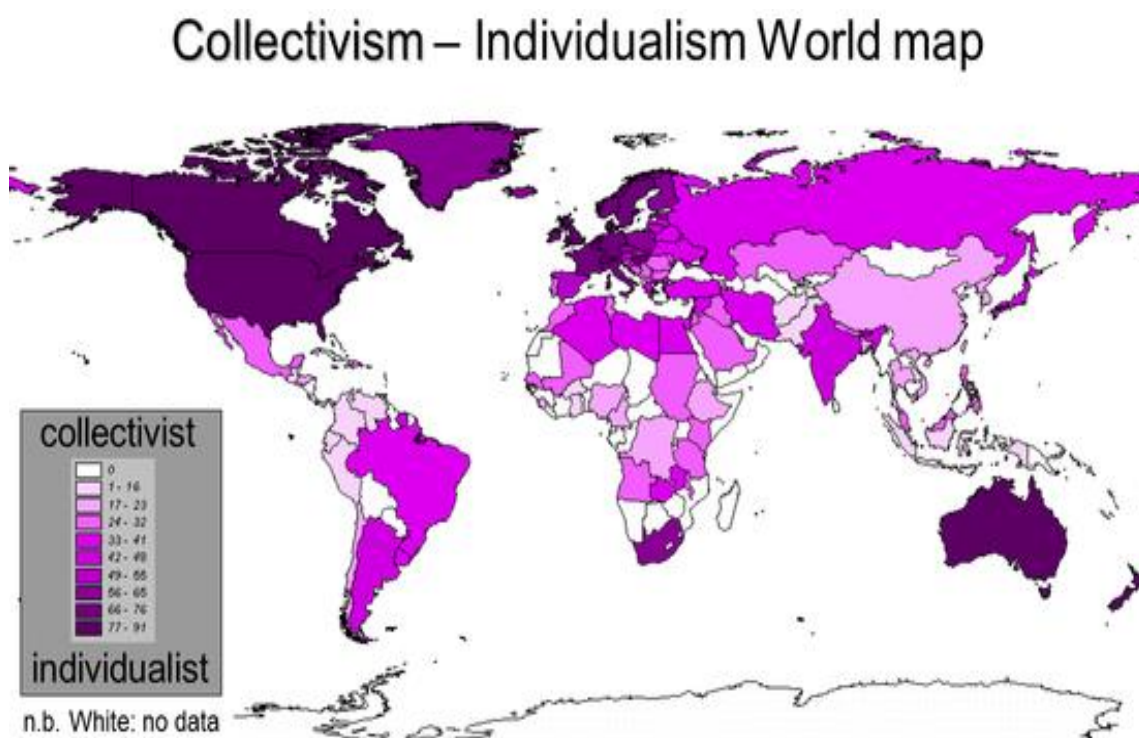 Collectivism – Individualism World map
collectivist
0
1 - 16
17 - 23
24 - 32
33 - 41
42 - 48
49 - 55
56 - 65
66 - 76
77 - 91
individualist
n.b. White: no data